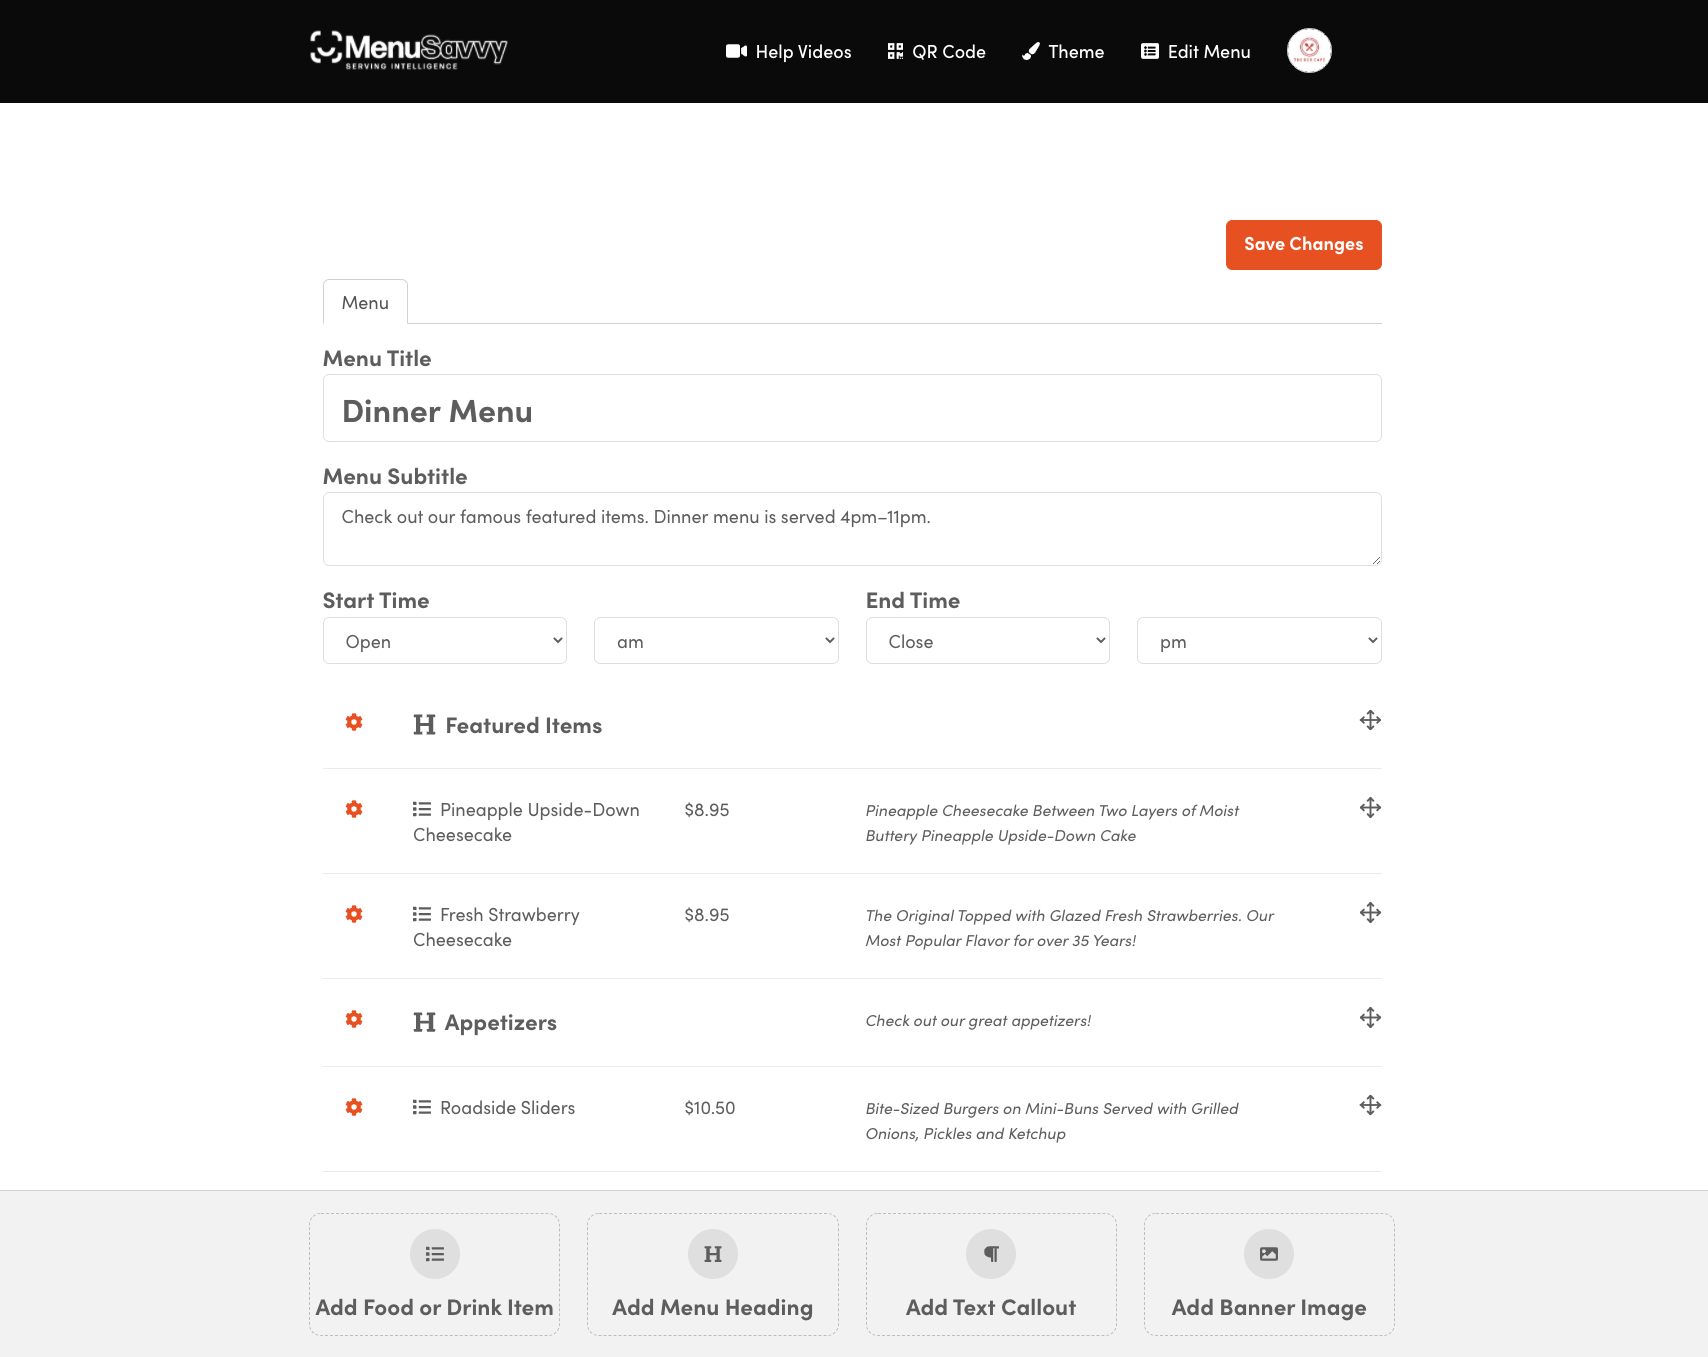 MenuSavvy
SERVING INTELLIGENCE
Help Videos
QR Code
Theme
Edit Menu
THE RED CAFE
Save Changes
Menu
Menu Title
Dinner Menu
Menu Subtitle
Check out our famous featured items. Dinner menu is served 4pm–11pm.
Start Time
End Time
Open
am
Close
pm
Featured Items
Pineapple Upside-Down
Cheesecake
$8.95
Pineapple Cheesecake Between Two Layers of Moist
Buttery Pineapple Upside-Down Cake
Fresh Strawberry
Cheesecake
$8.95
The Original Topped with Glazed Fresh Strawberries. Our
Most Popular Flavor for over 35 Years!
Appetizers
Check out our great appetizers!
Roadside Sliders
$10.50
Bite-Sized Burgers on Mini-Buns Served with Grilled
Onions, Pickles and Ketchup
Add Food or Drink Item
Add Menu Heading
Add Text Callout
Add Banner Image